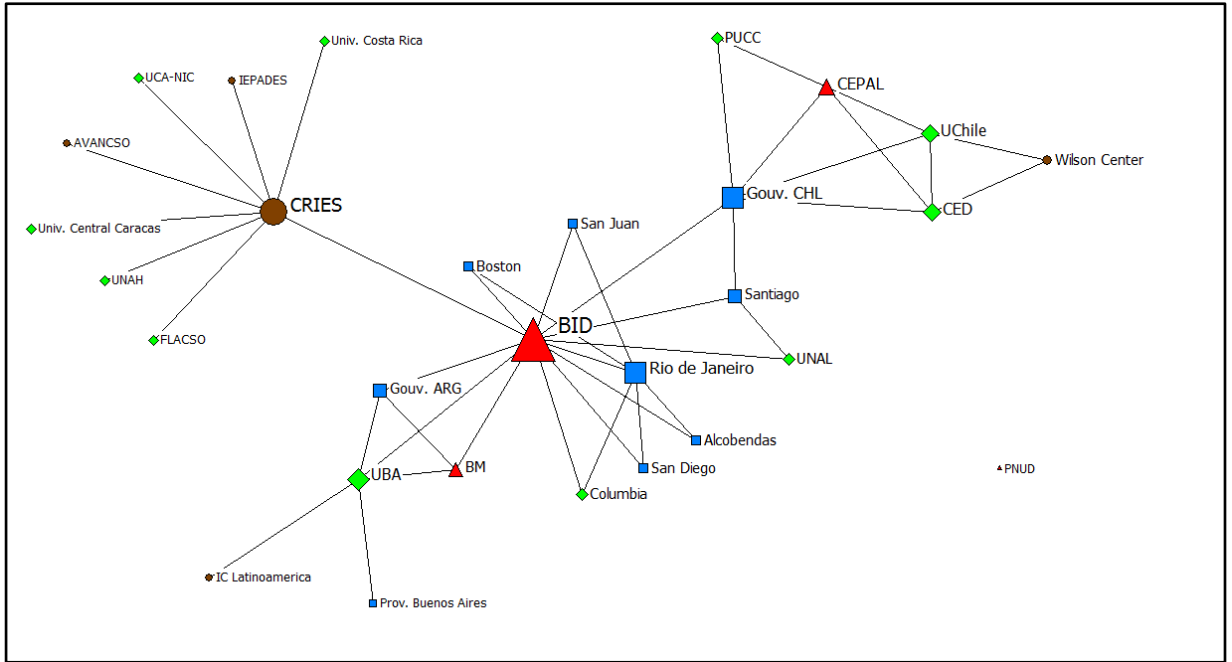 Univ. Costa Rica
PUCC
UCA-NIC
IEPADES
CEPAL
UChile
AVANCSO
Wilson Center
Gouv. CHL
CRIES
CED
San Juan
Univ. Central Caracas
Boston
UNAH
Santiago
BID
FLACSO
UNAL
Rio de Janeiro
Gouv. ARG
Alcobendas
BM
San Diego
PNUD
UBA
Columbia
IC Latinoamerica
Prov. Buenos Aires